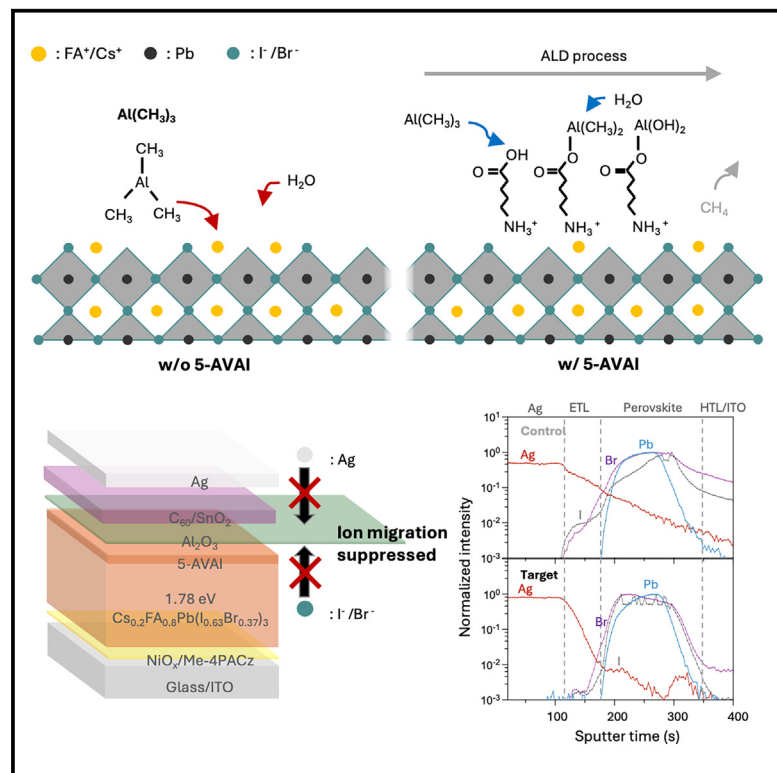 : FA⁺/Cs⁺ : Pb : I⁻/Br⁻
ALD process
Al(CH₃)₃
CH₃
Al
CH₃ CH₃
H₂O
Al(CH₃)₃
H₂O
Al(CH₃)₂ Al(OH)₂
OH
O O O
O O
NH₃⁺ NH₃⁺ NH₃⁺
CH₄
w/o 5-AVAI
w/ 5-AVAI
Ag
C₆₀/SnO₂
Al₂O₃
5-AVAI
1.78 eV
Cs₀.₂FA₀.₈Pb(I₀.₆₃Br₀.₃₇)₃
NiOₓ/Me-4PACz
Glass/ITO
: Ag
Ion migration
suppressed
: I⁻/Br⁻
Ag ETL Perovskite HTL/ITO
Control
Ag
Br
Pb
I
10¹
10⁰
10⁻¹
10⁻²
10⁻³
Target
Ag
Br
Pb
I
10⁰
10⁻¹
10⁻²
10⁻³
Normalized intensity
100 200 300 400
Sputter time (s)